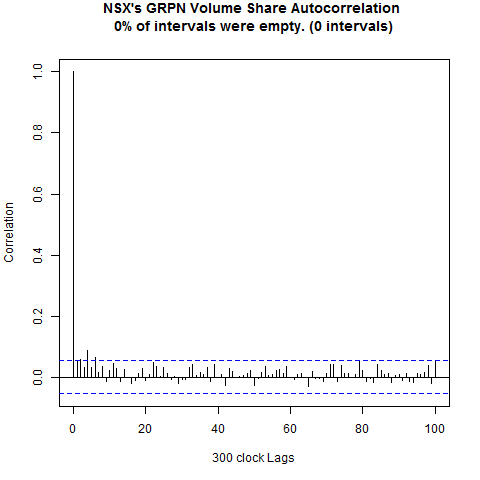 NSX's GRPN Volume Share Autocorrelation
0% of intervals were empty. (0 intervals)
Correlation
1.0
0.8
0.6
0.4
0.2
0.0
0 20 40 60 80 100
300 clock Lags